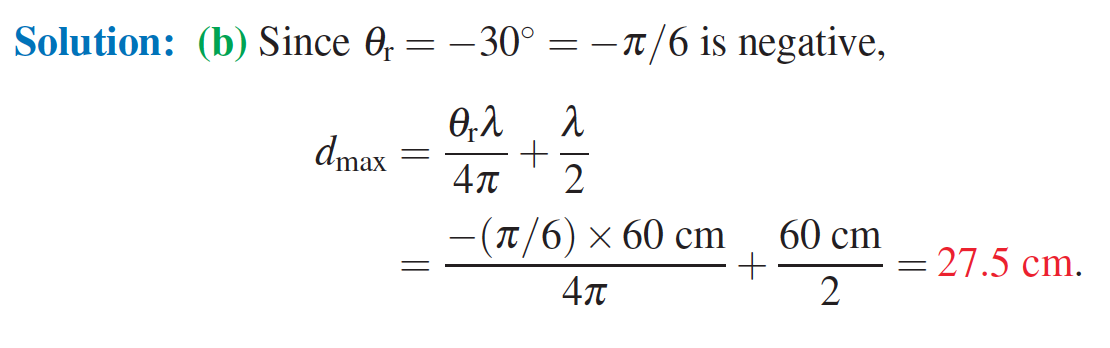 Solution: (b) Since θr = −30° = −π/6 is negative,
dmax = θrλ/4π + λ/2
= −(π/6) × 60 cm/4π + 60 cm/2 = 27.5 cm.